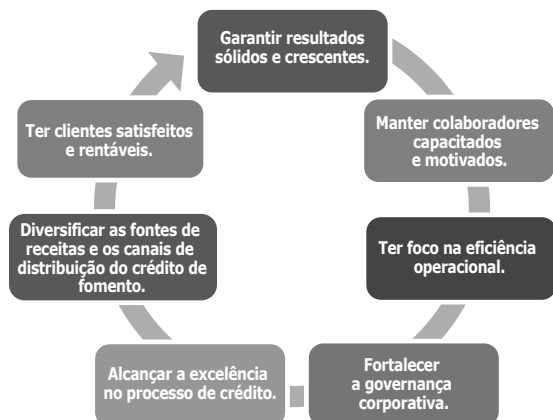 Garantir resultados
sólidos e crescentes.
Manter colaboradores
capacitados
e motivados.
Ter foco na eficiência
operacional.
Fortalecer
a governança
corporativa.
Alcançar a excelência
no processo de crédito.
Diversificar as fontes de
receitas e os canais de
distribuição do crédito de
fomento.
Ter clientes satisfeitos
e rentáveis.